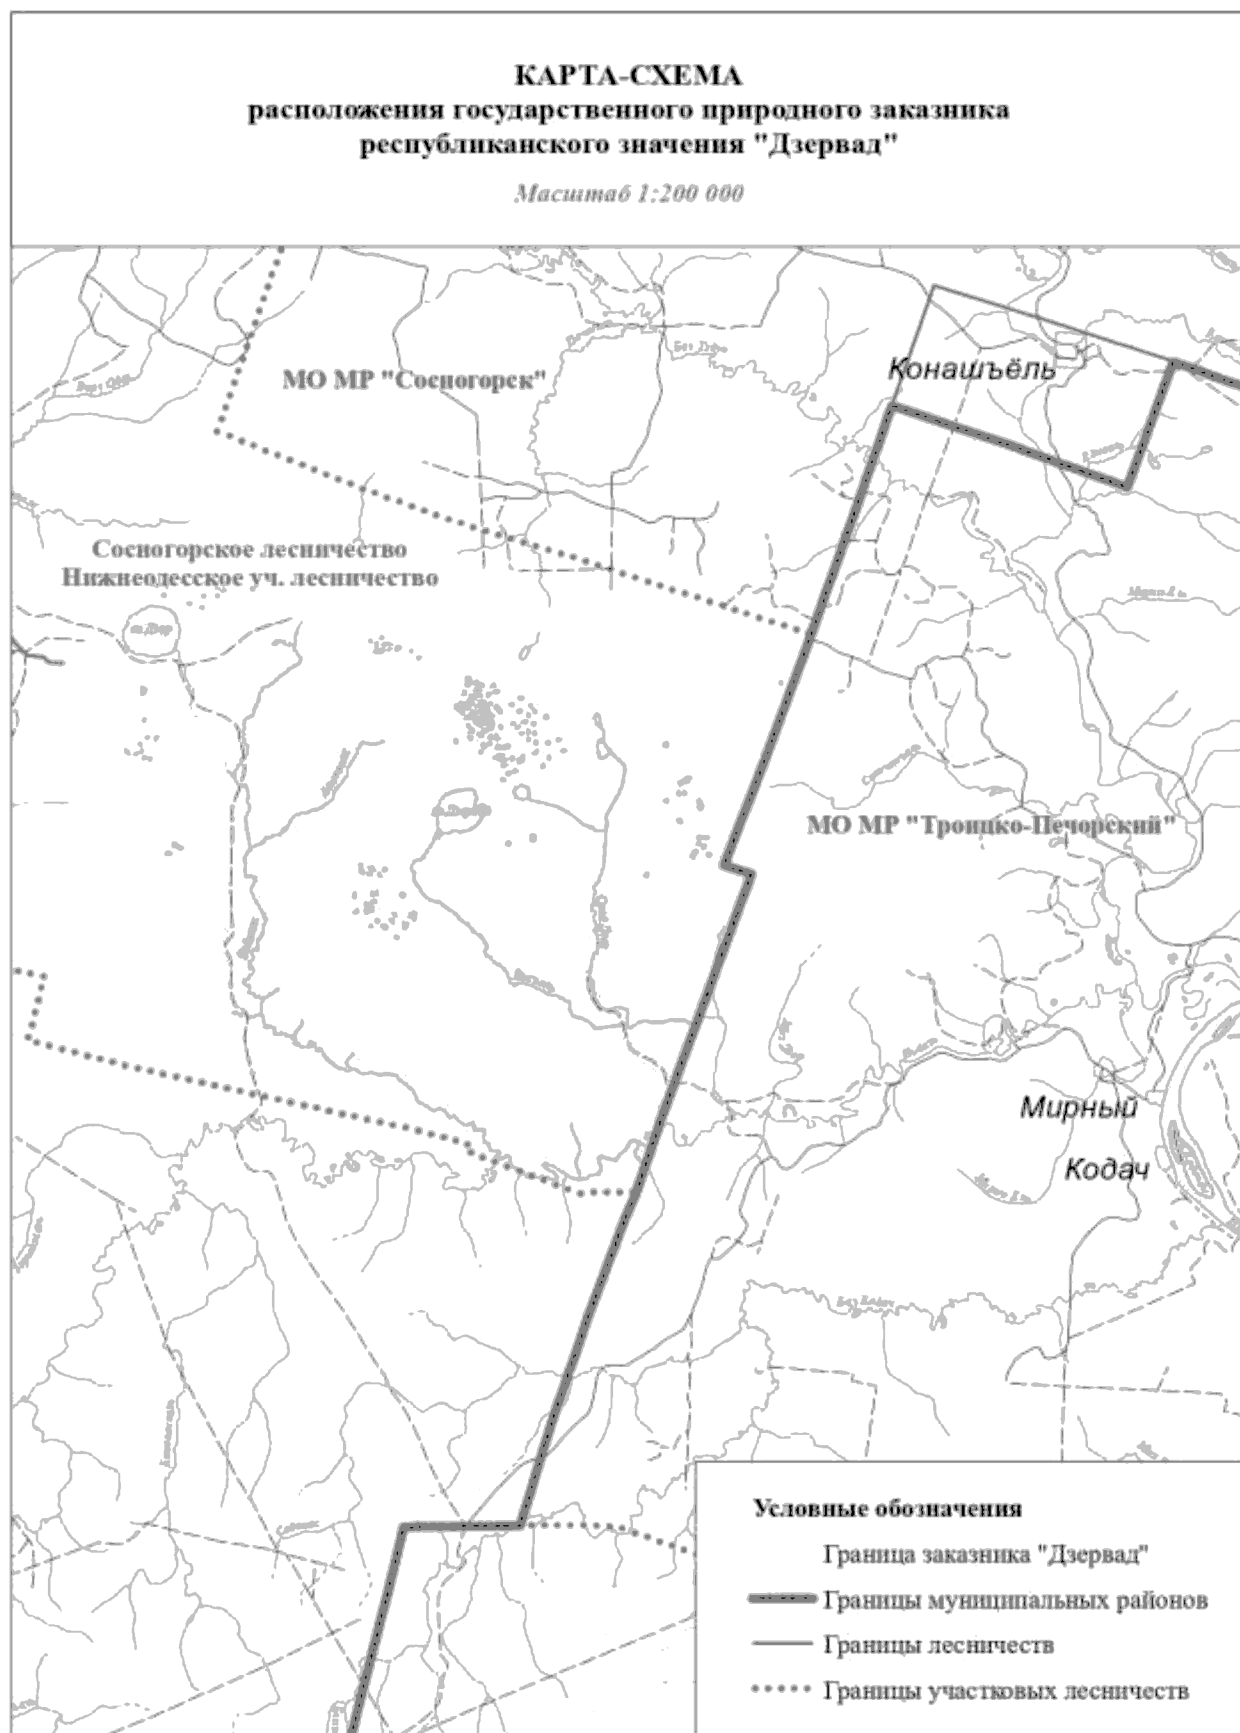 КАРТА-СХЕМА
расположения государственного природного заказника
республиканского значения "Дзервад"
Масштаб 1:200 000
Конашъёль
МО МР "Сосногорск"
Сосногорское лесничество
Нижнеодесское уч. лесничество
МО МР "Троицко-Печорский"
Мирный
Кодач
Условные обозначения
Граница заказника "Дзервад"
Границы муниципальных районов
Границы лесничеств
Границы участковых лесничеств